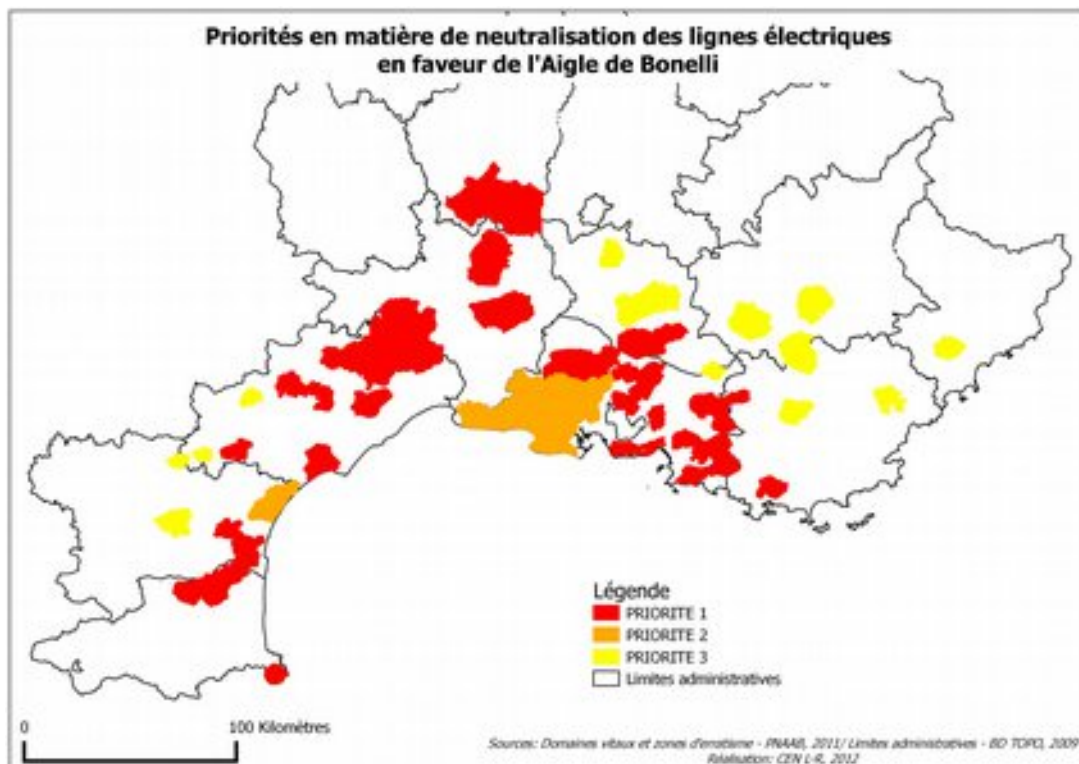 Priorités en matière de neutralisation des lignes électriques
en faveur de l'Aigle de Bonelli
Légende
PRIORITE 1
PRIORITE 2
PRIORITE 3
Limites administratives
0 100 Kilomètres
Sources: Domaines vitaux et zones d'erratisme - PNAAB, 2011/ Limites administratives - BD TOPO, 2009
Réalisation: CEN L-R, 2012